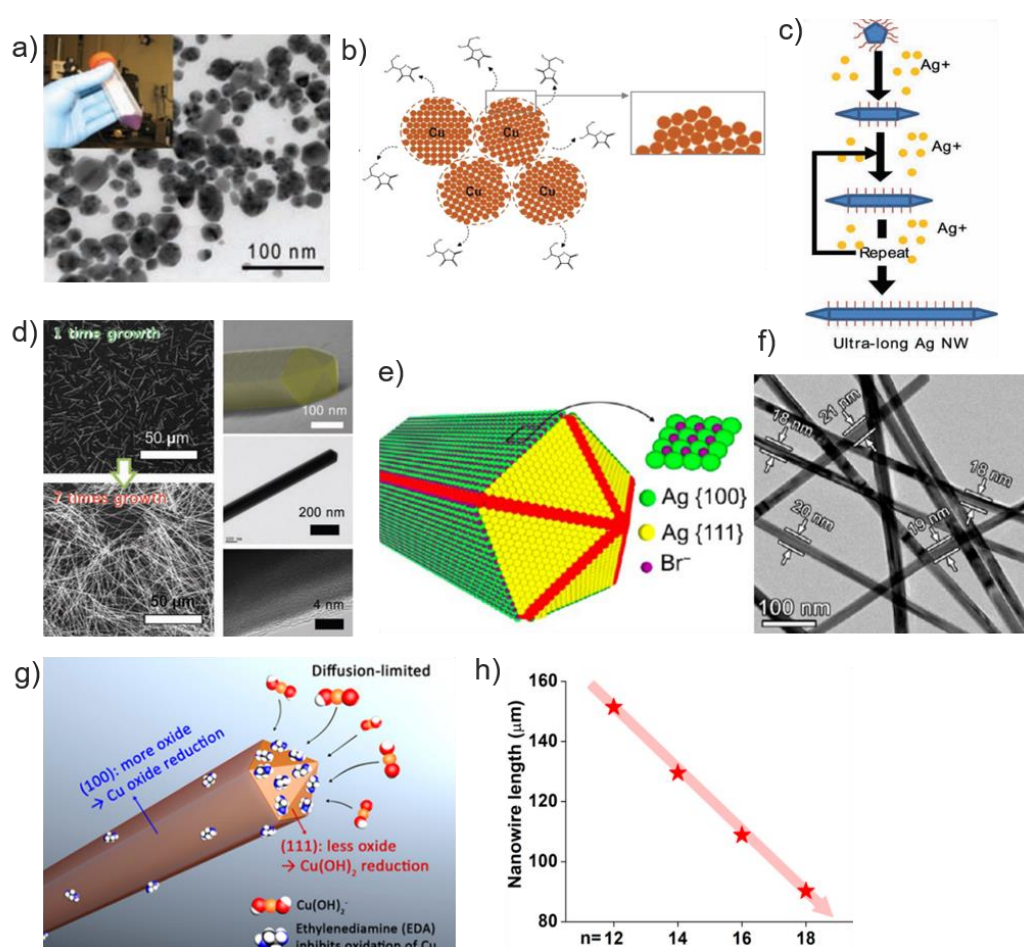 a)
100 nm
b)
Cu
Cu
Cu
Cu
c)
Ag+
Ag+
Ag+
Repeat
Ultra-long Ag NW
d)
1 time growth
50 µm
7 times growth
50 µm
100 nm
200 nm
4 nm
e)
Ag {100}
Ag {111}
Br⁻
f)
18 nm
21 nm
18 nm
20 nm
19 nm
100 nm
g)
Diffusion-limited
(100): more oxide
→ Cu oxide reduction
(111): less oxide
→ Cu(OH)₂⁻ reduction
Cu(OH)₂⁻
Ethylenediamine (EDA)
inhibits oxidation of Cu
h)
Nanowire length (µm)
160
140
120
100
80
n= 12 14 16 18